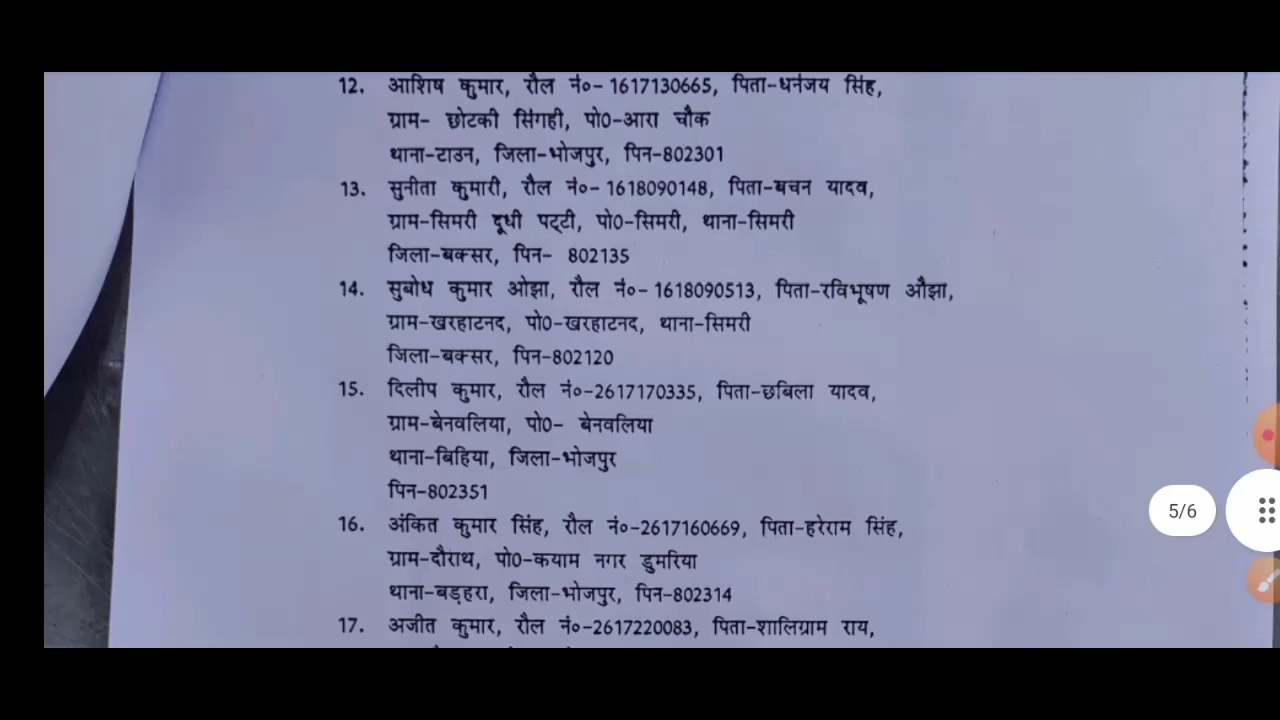 12. आशिष कुमार, रौल नं०- 1617130665, पिता-धनंजय सिंह,
ग्राम- छोटकी सिंगही, पो0-आरा चौक
थाना-टाउन, जिला-भोजपुर, पिन-802301
13. सुनीता कुमारी, रौल नं०- 1618090148, पिता-बचन यादव,
ग्राम-सिमरी दूधी पट्टी, पो0-सिमरी, थाना-सिमरी
जिला-बक्सर, पिन- 802135
14. सुबोध कुमार ओझा, रौल नं०- 1618090513, पिता-रविभूषण औझा,
ग्राम-खरहाटनद, पो0-खरहाटनद, थाना-सिमरी
जिला-बक्सर, पिन-802120
15. दिलीप कुमार, रौल नं०-2617170335, पिता-छबिला यादव,
ग्राम-बेनवलिया, पो0- बेनवलिया
थाना-बिहिया, जिला-भोजपुर
पिन-802351
16. अंकित कुमार सिंह, रौल नं०-2617160669, पिता-हरेराम सिंह,
ग्राम-दौराथ, पो0-कयाम नगर डुमरिया
थाना-बड़हरा, जिला-भोजपुर, पिन-802314
17. अजीत कुमार, रौल नं०-2617220083, पिता-शालिग्राम राय,
5/6